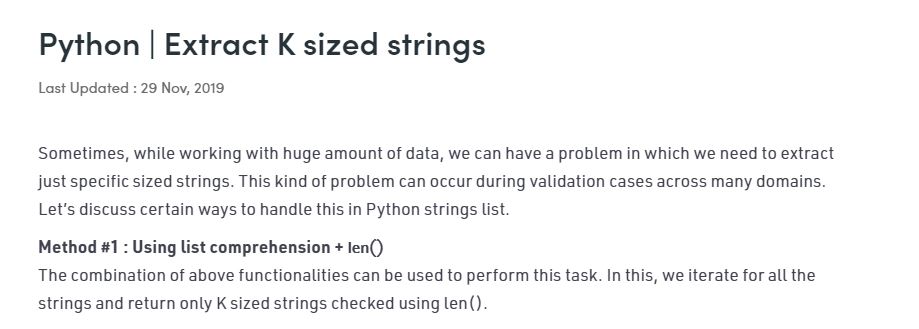 Python | Extract K sized strings
Last Updated : 29 Nov, 2019
Sometimes, while working with huge amount of data, we can have a problem in which we need to extract
just specific sized strings. This kind of problem can occur during validation cases across many domains.
Let’s discuss certain ways to handle this in Python strings list.
Method #1 : Using list comprehension + len()
The combination of above functionalities can be used to perform this task. In this, we iterate for all the
strings and return only K sized strings checked using len().